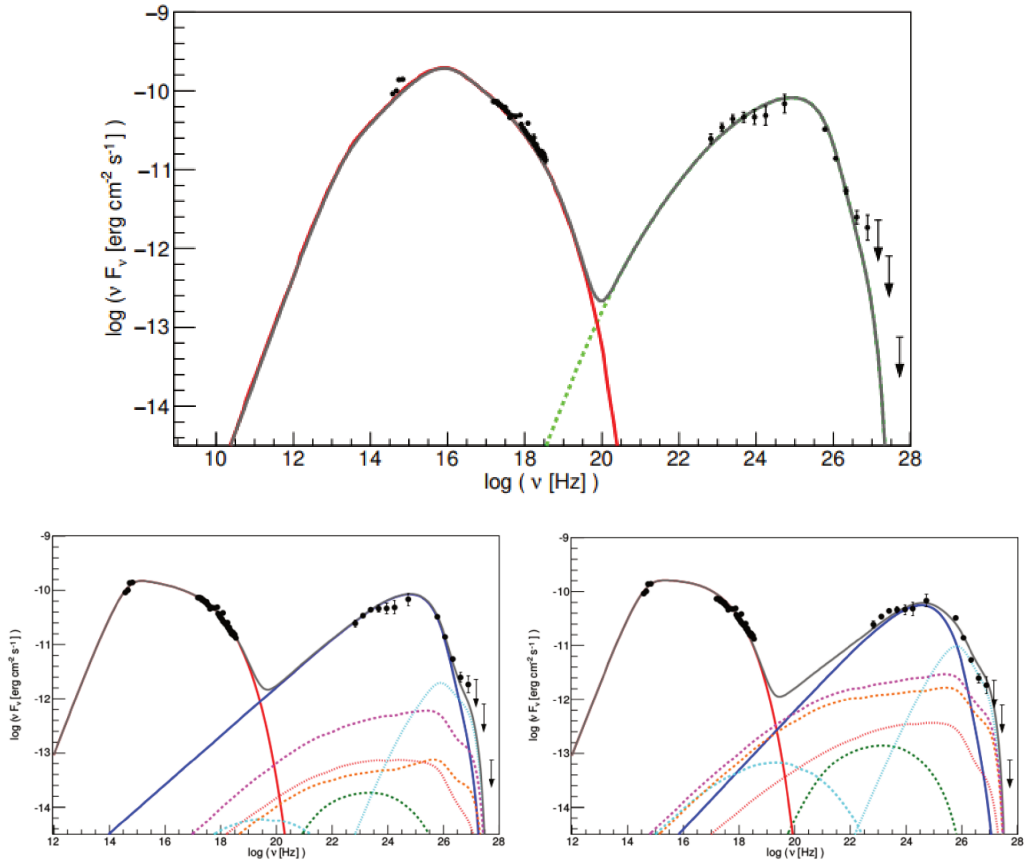 −9
−10
−11
−12
−13
−14
log (ν Fν [erg cm⁻² s⁻¹] )
10 12 14 16 18 20 22 24 26 28
log ( ν [Hz] )
-9
-10
-11
-12
-13
-14
log (ν Fν [erg cm⁻² s⁻¹] )
12 14 16 18 20 22 24 26 28
log ( ν [Hz] )
-9
-10
-11
-12
-13
-14
log (ν Fν [erg cm⁻² s⁻¹] )
12 14 16 18 20 22 24 26 28
log ( ν [Hz] )